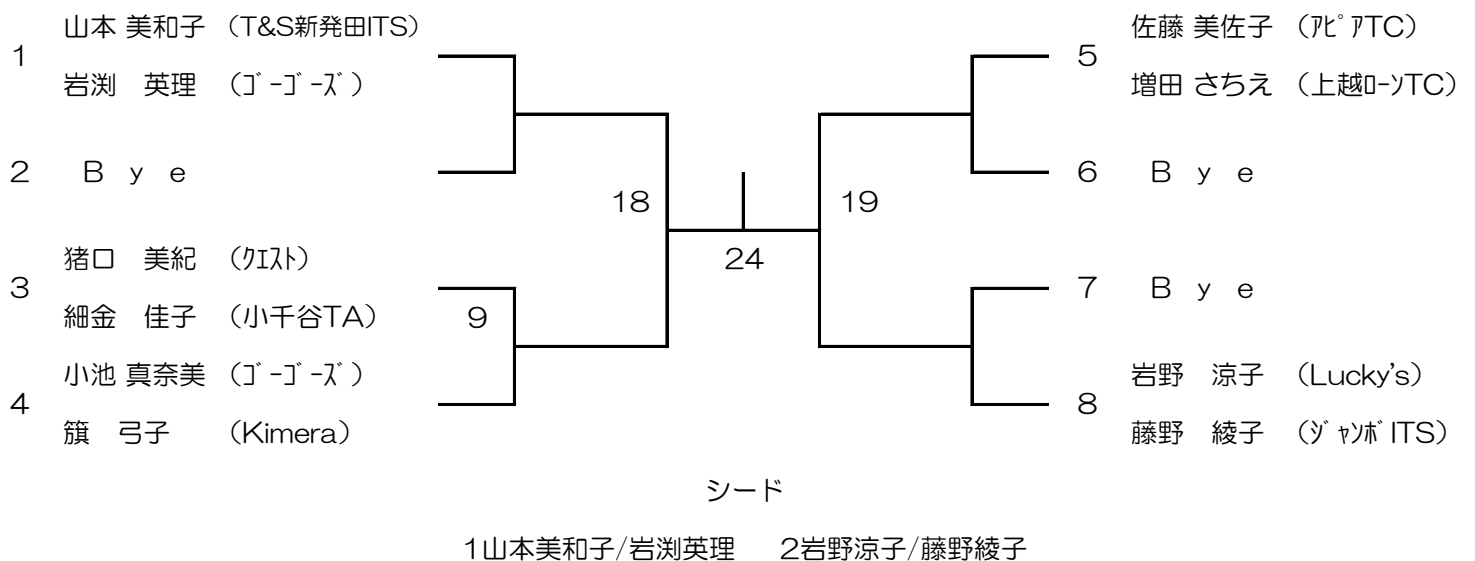 1
山本 美和子 (T&S新発田ITS)
岩渕　英理 (ｺﾞｰｺﾞｰｽﾞ)
2 Ｂｙｅ
3
猪口　美紀 (ｸｴｽﾄ)
細金　佳子 (小千谷TA)
9
4
小池 真奈美 (ｺﾞｰｺﾞｰｽﾞ)
籏　弓子 (Kimera)
18
24
19
5
佐藤 美佐子 (ｱﾋﾟｱTC)
増田 さちえ (上越ﾛｰﾝTC)
6 Ｂｙｅ
7 Ｂｙｅ
8
岩野　涼子 (Lucky's)
藤野　綾子 (ｼﾞｬﾝﾎﾞITS)
シード
1山本美和子/岩渕英理　2岩野涼子/藤野綾子